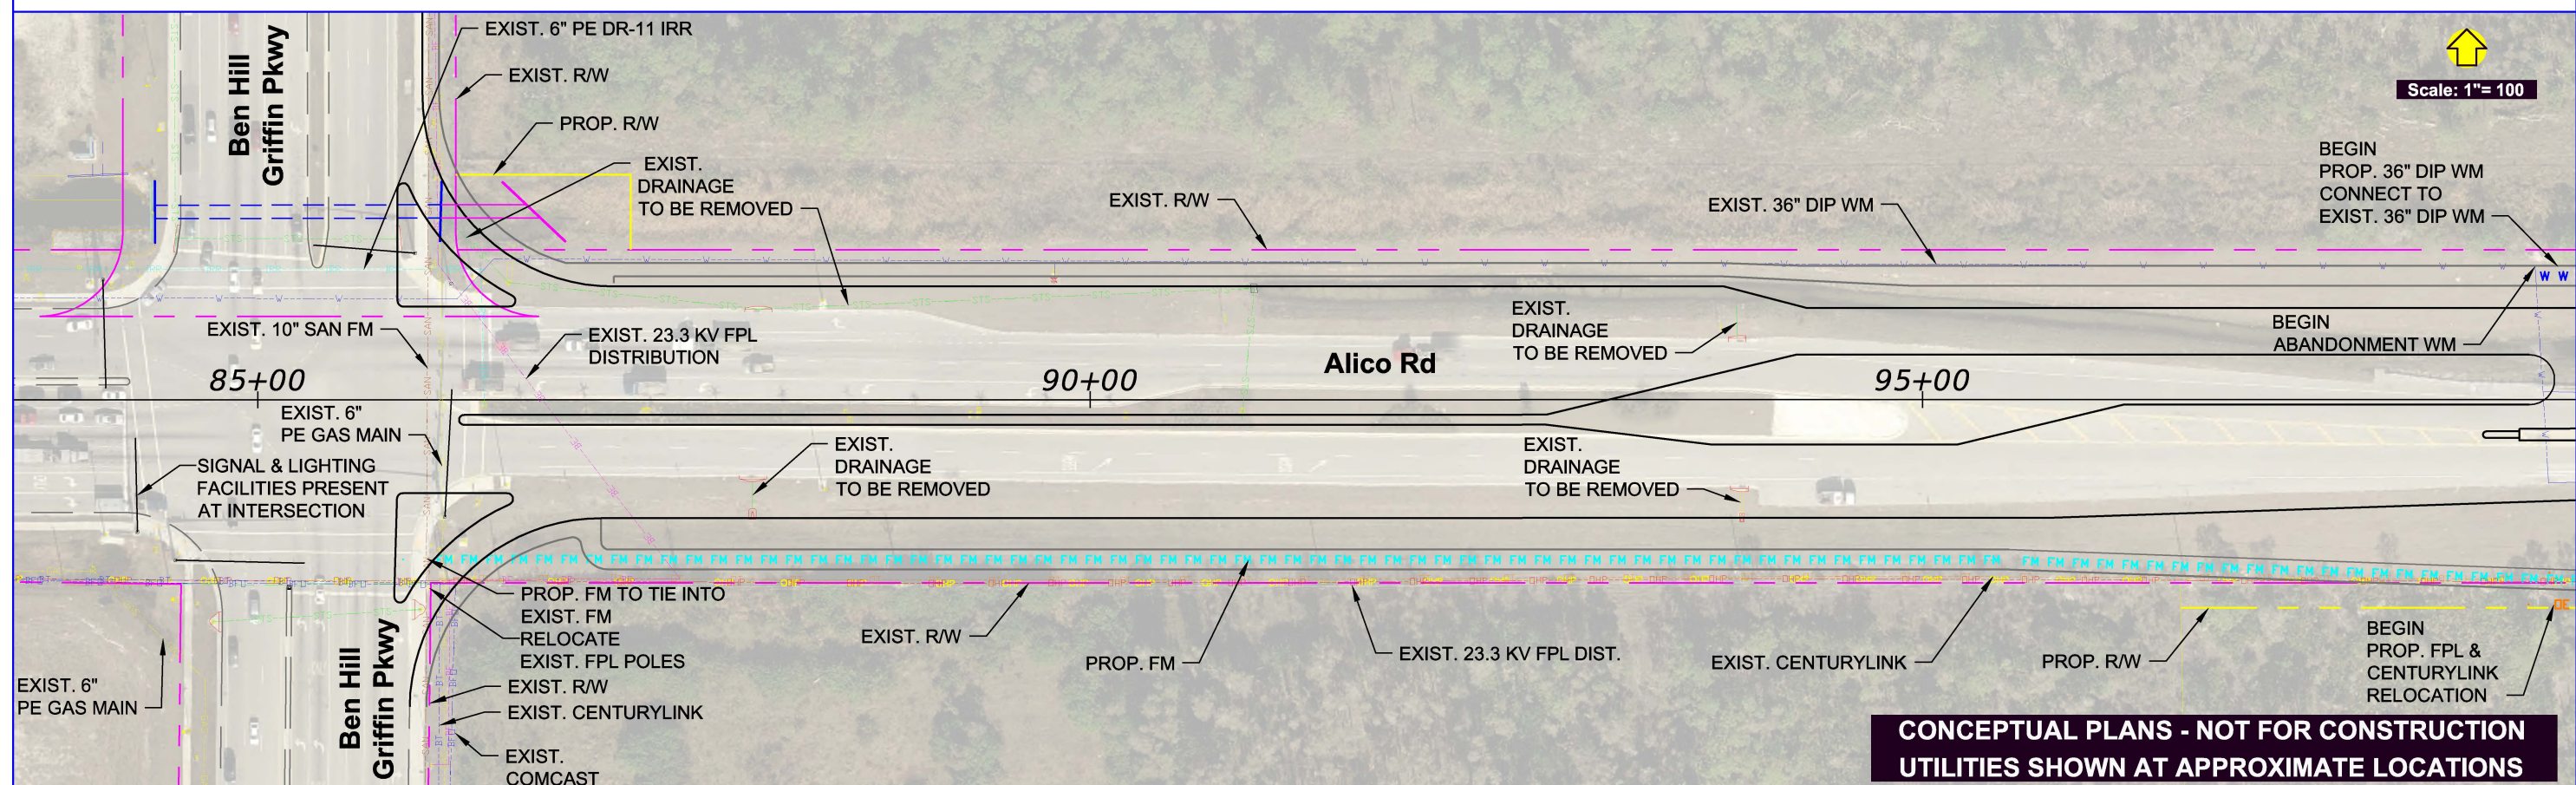 EXIST. 6" PE DR-11 IRR
EXIST. R/W
PROP. R/W
EXIST.
DRAINAGE
TO BE REMOVED
Ben Hill
Griffin Pkwy
EXIST. R/W
EXIST. 36" DIP WM
Scale: 1"= 100
BEGIN
PROP. 36" DIP WM
CONNECT TO
EXIST. 36" DIP WM
W W
EXIST. 10" SAN FM
EXIST. 23.3 KV FPL
DISTRIBUTION
EXIST.
DRAINAGE
TO BE REMOVED
BEGIN
ABANDONMENT WM
Alico Rd
85+00
90+00
95+00
EXIST. 6"
PE GAS MAIN
SIGNAL & LIGHTING
FACILITIES PRESENT
AT INTERSECTION
EXIST.
DRAINAGE
TO BE REMOVED
EXIST.
DRAINAGE
TO BE REMOVED
PROP. FM TO TIE INTO
EXIST. FM
RELOCATE
EXIST. FPL POLES
EXIST. R/W
EXIST. CENTURYLINK
EXIST.
COMCAST
EXIST. 6"
PE GAS MAIN
Ben Hill
Griffin Pkwy
EXIST. R/W
PROP. FM
EXIST. 23.3 KV FPL DIST.
EXIST. CENTURYLINK
PROP. R/W
OE
BEGIN
PROP. FPL &
CENTURYLINK
RELOCATION
CONCEPTUAL PLANS - NOT FOR CONSTRUCTION
UTILITIES SHOWN AT APPROXIMATE LOCATIONS